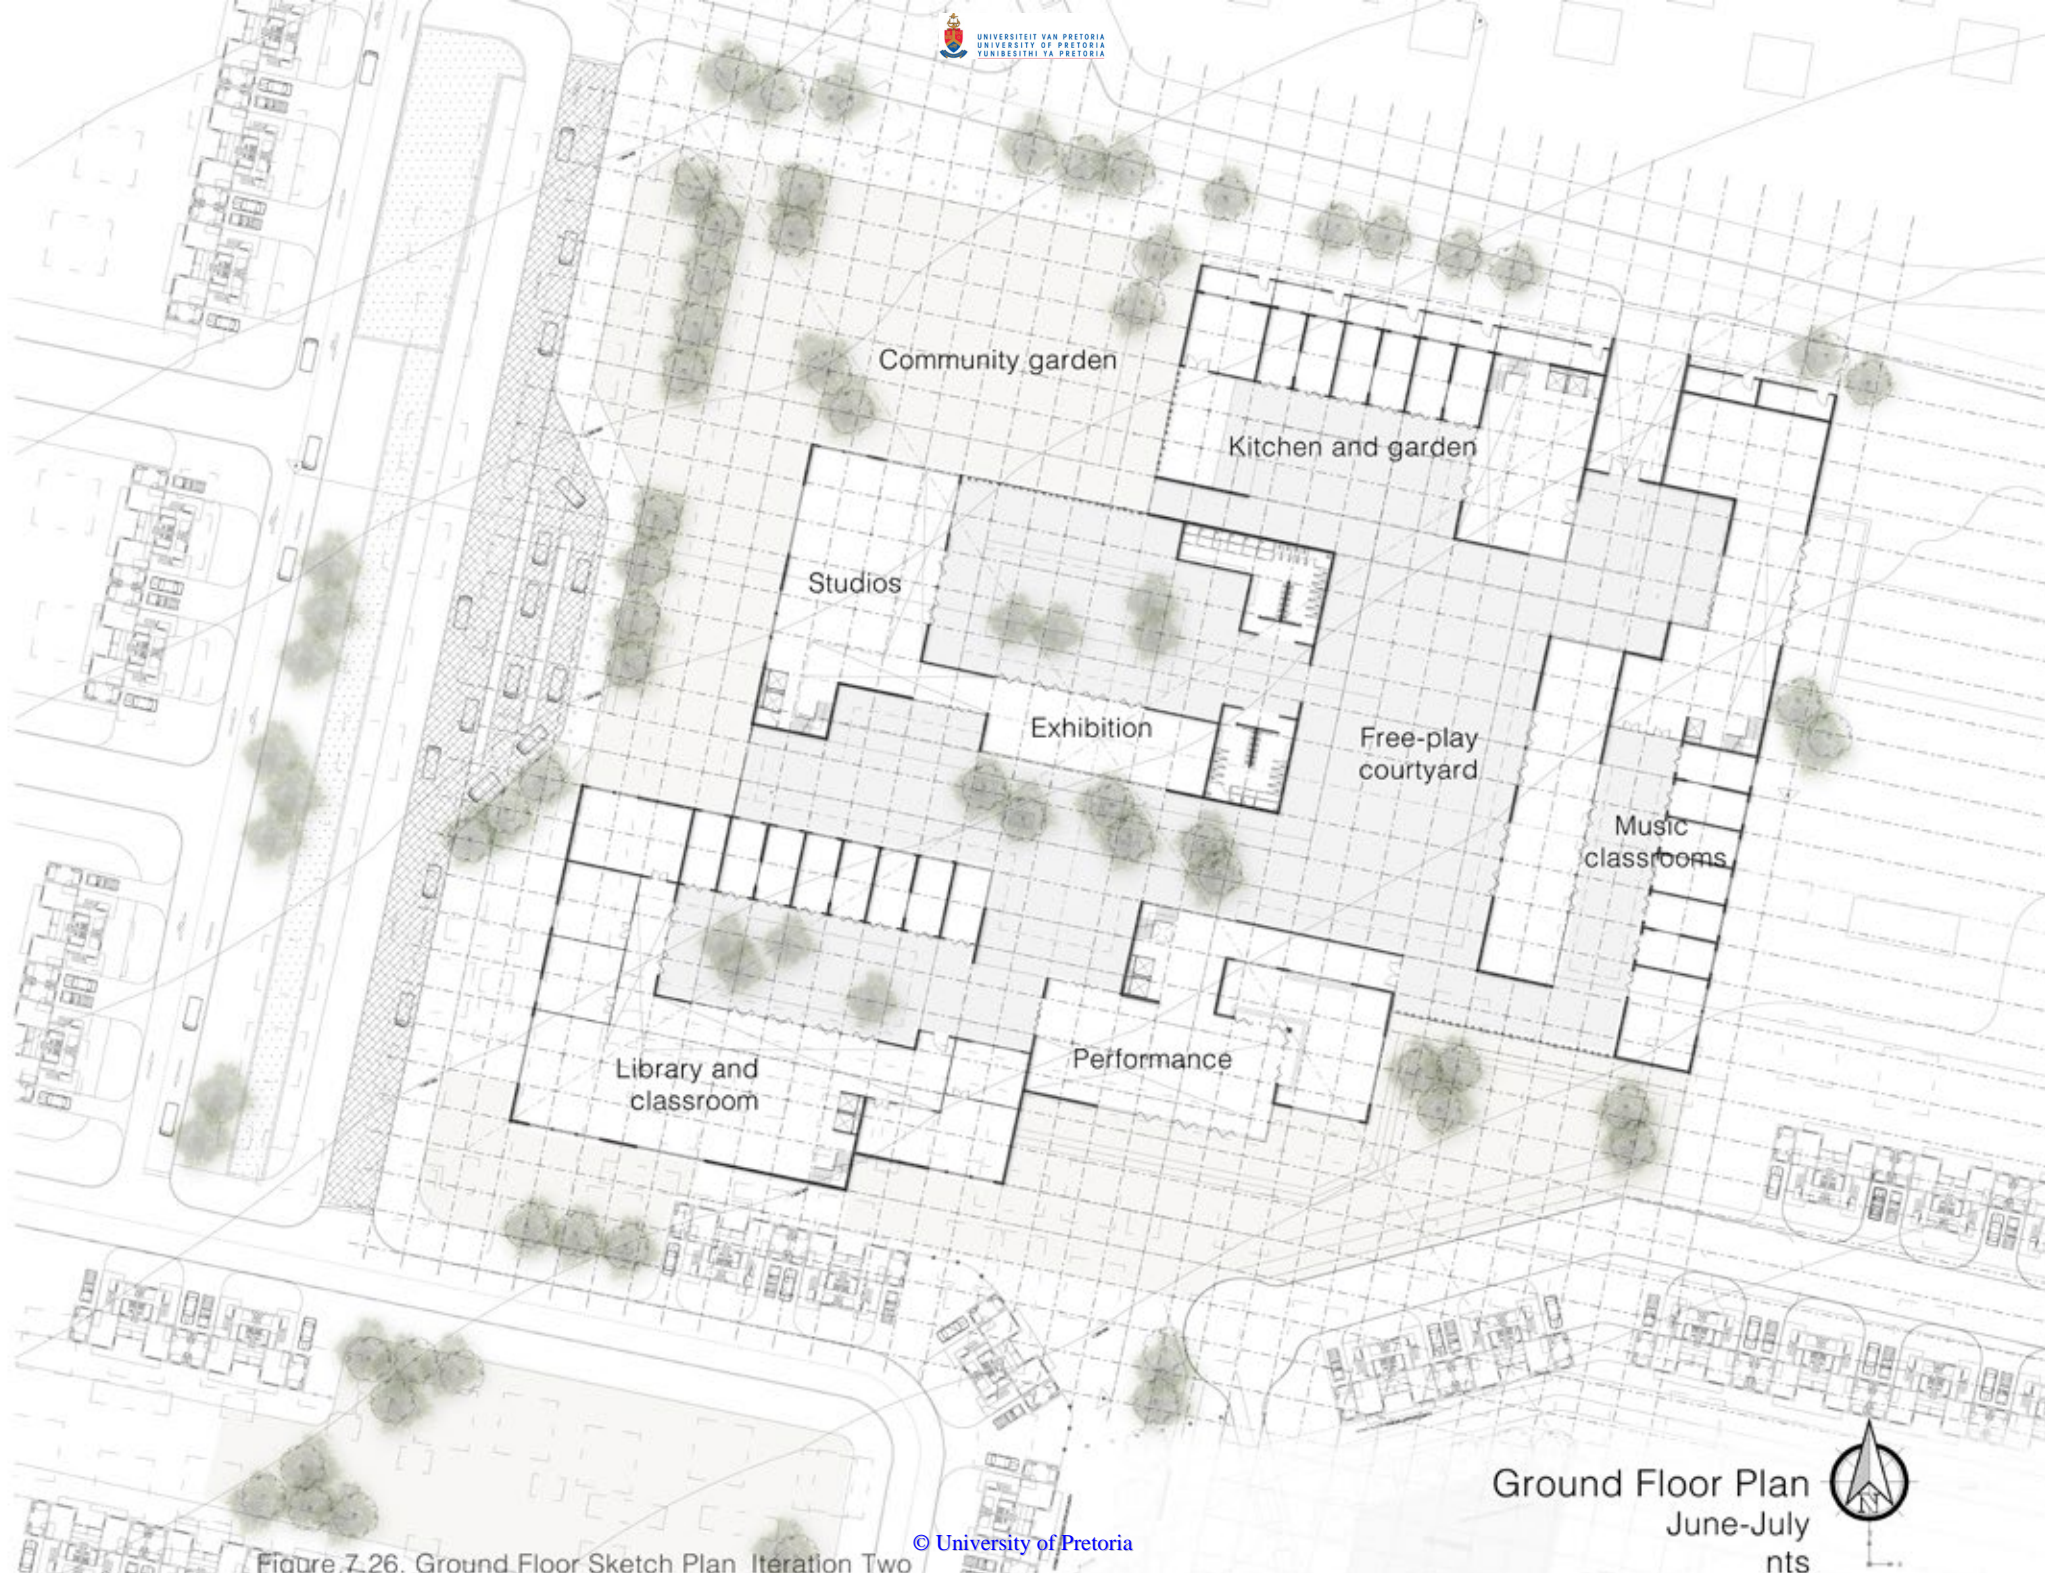 UNIVERSITEIT VAN PRETORIA
UNIVERSITY OF PRETORIA
YUNIBESITHI YA PRETORIA
Community garden
Kitchen and garden
Studios
Exhibition
Free-play
courtyard
Music
classrooms
Library and
classroom
Performance
Ground Floor Plan
June-July
nts
N
© University of Pretoria
Figure 7.26. Ground Floor Sketch Plan Iteration Two